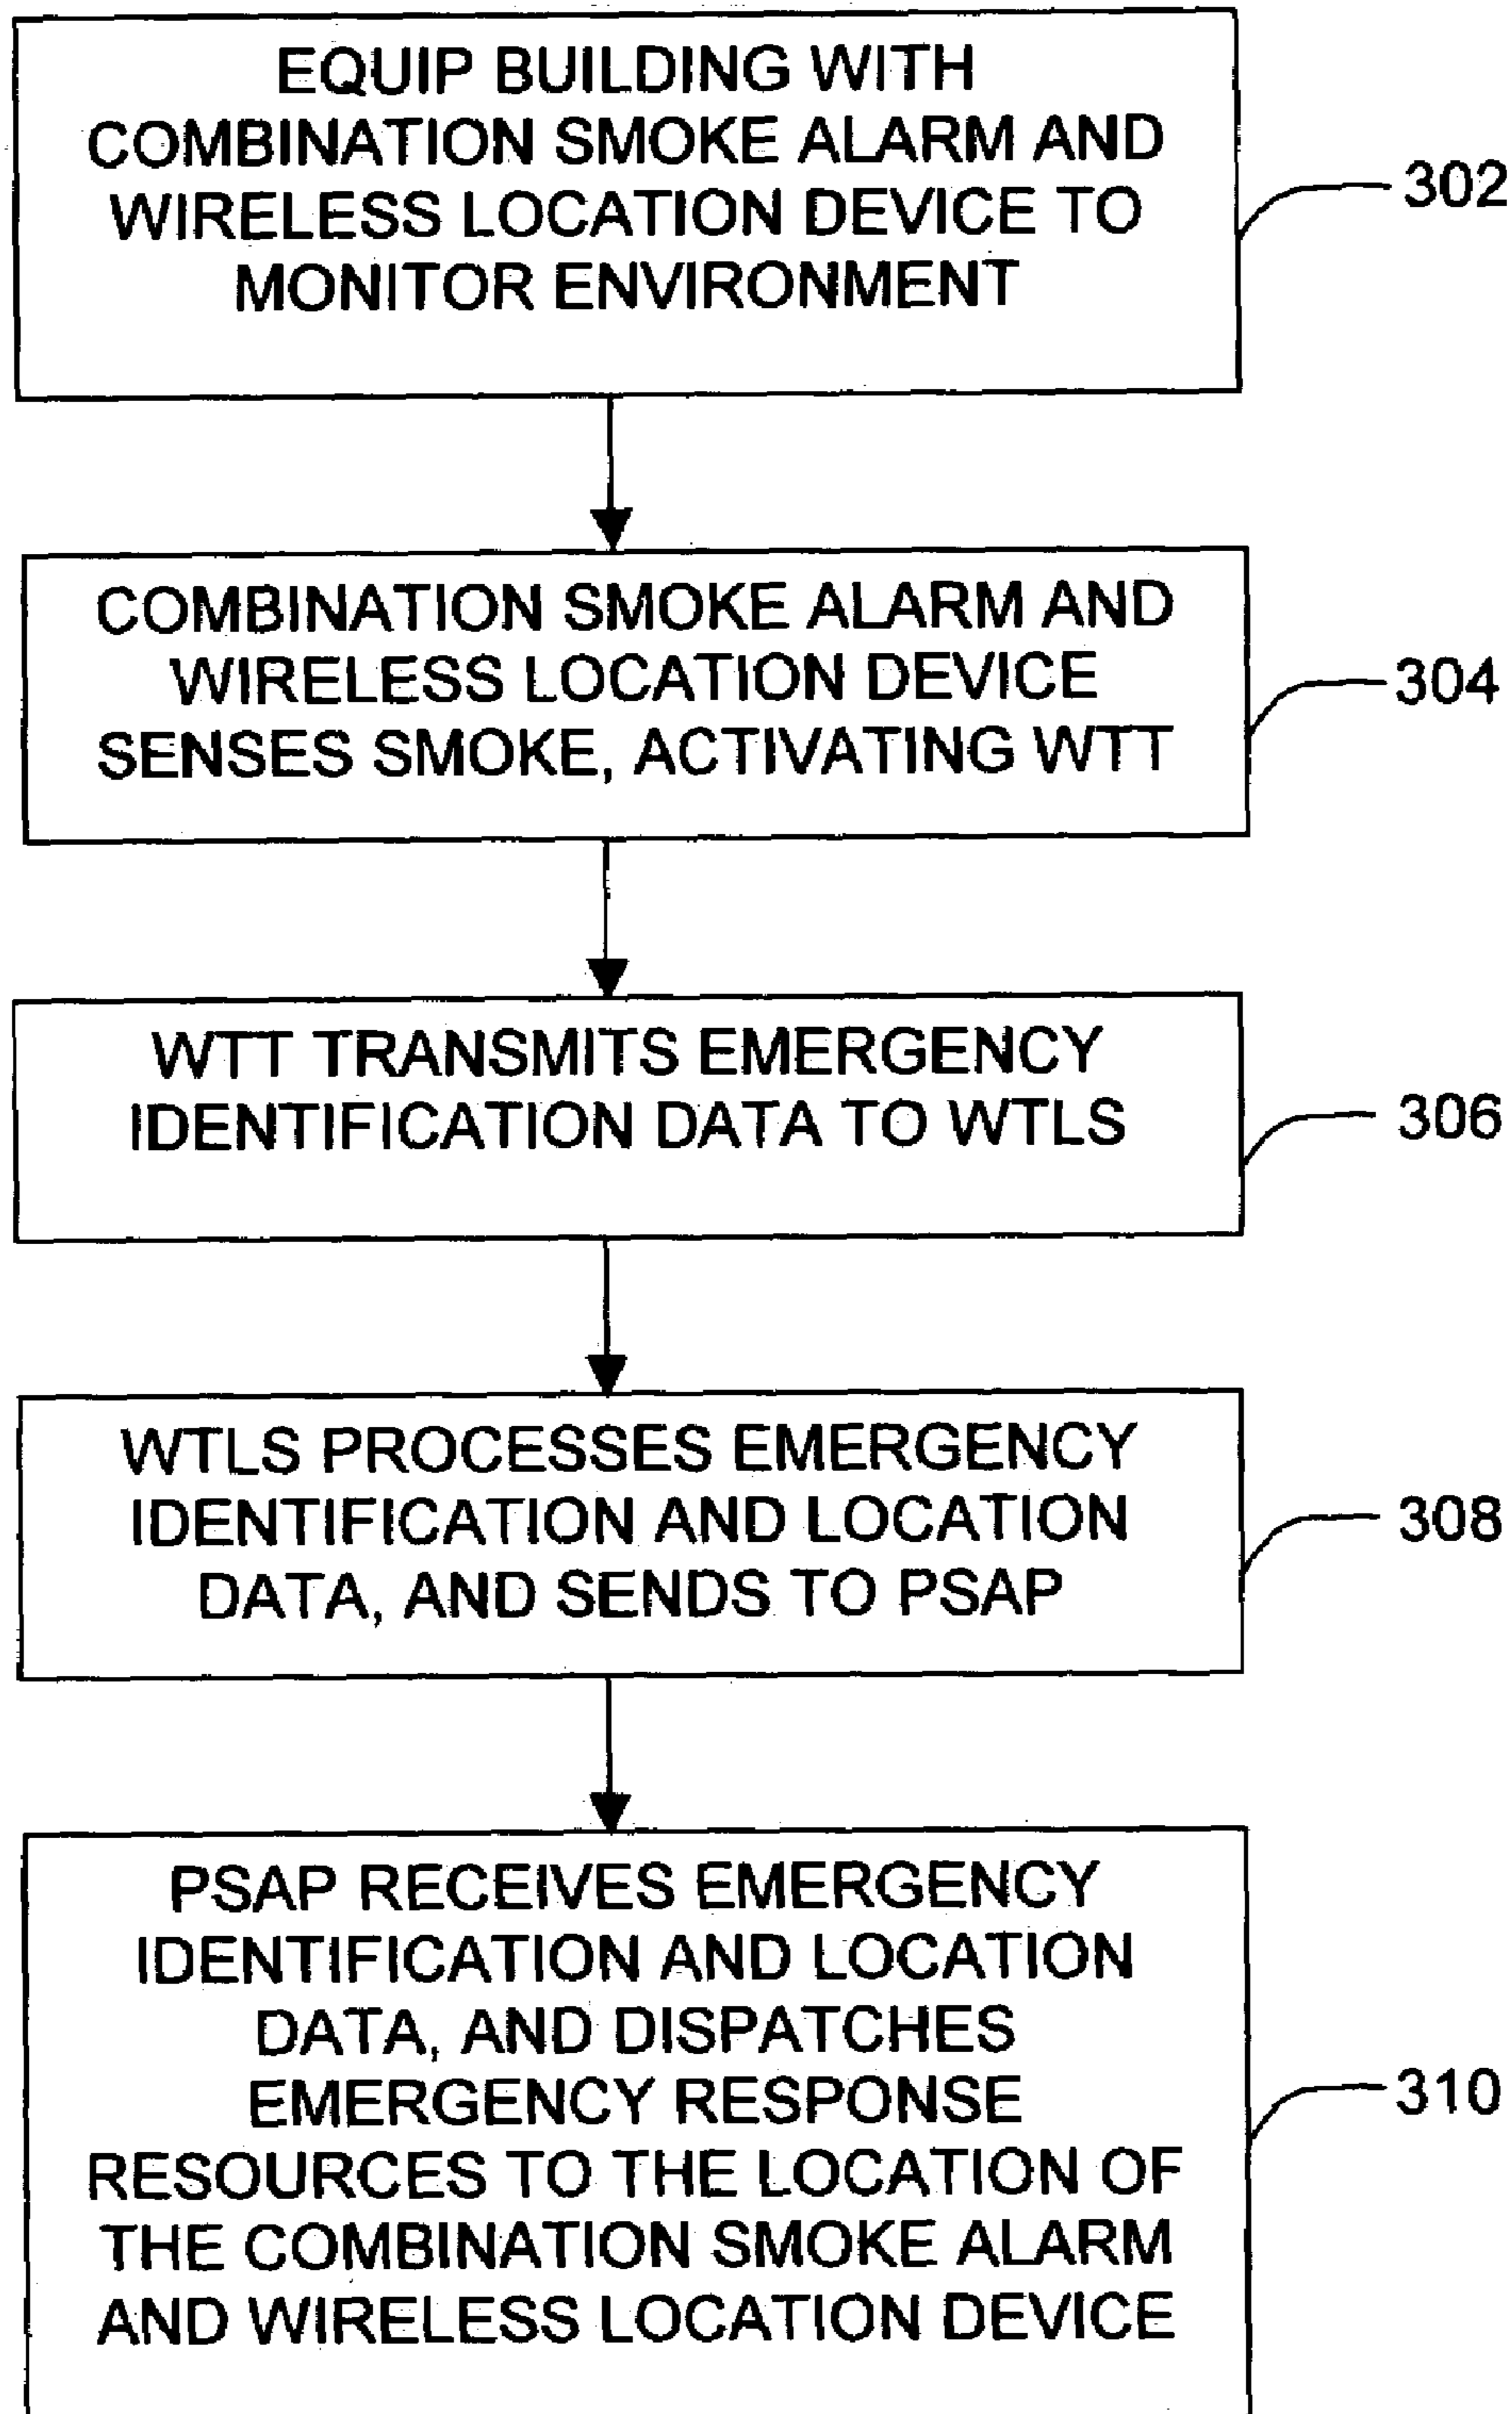 EQUIP BUILDING WITH
COMBINATION SMOKE ALARM AND
WIRELESS LOCATION DEVICE TO
MONITOR ENVIRONMENT
302
COMBINATION SMOKE ALARM AND
WIRELESS LOCATION DEVICE
SENSES SMOKE, ACTIVATING WTT
304
WTT TRANSMITS EMERGENCY
IDENTIFICATION DATA TO WTLS
306
WTLS PROCESSES EMERGENCY
IDENTIFICATION AND LOCATION
DATA, AND SENDS TO PSAP
308
PSAP RECEIVES EMERGENCY
IDENTIFICATION AND LOCATION
DATA, AND DISPATCHES
EMERGENCY RESPONSE
RESOURCES TO THE LOCATION OF
THE COMBINATION SMOKE ALARM
AND WIRELESS LOCATION DEVICE
310